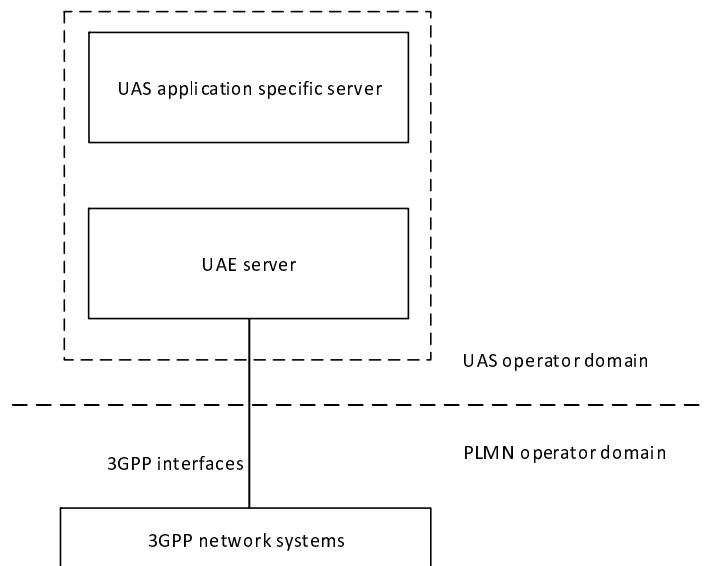 UAS application specific server
UAE server
UAS operator domain
PLMN operator domain
3GPP interfaces
3GPP network systems